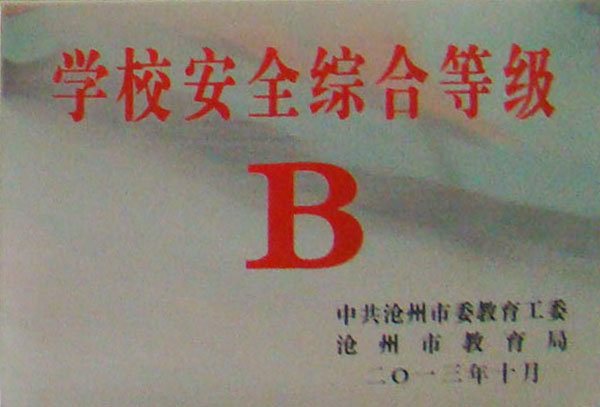 学校安全综合等级
B
中共沧州市委教育工委
沧州市教育局
二〇一三年十月